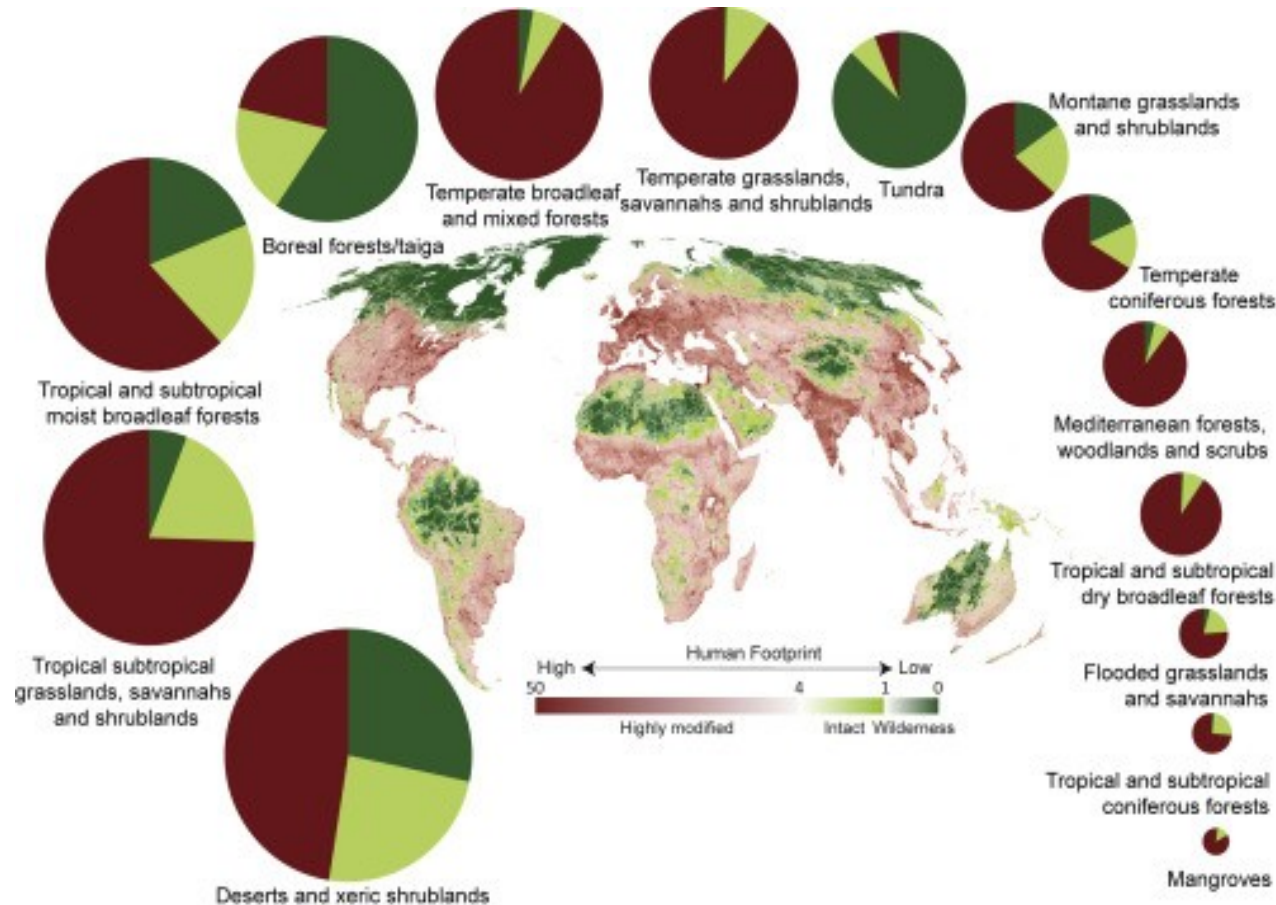 Montane grasslands
and shrublands
Temperate broadleaf
and mixed forests
Temperate grasslands,
savannahs and shrublands
Tundra
Boreal forests/taiga
Temperate
coniferous forests
Tropical and subtropical
moist broadleaf forests
Mediterranean forests,
woodlands and scrubs
Tropical and subtropical
dry broadleaf forests
Tropical subtropical
grasslands, savannahs
and shrublands
Human Footprint
High Low
50 4 1 0
Highly modified Intact Wilderness
Flooded grasslands
and savannahs
Tropical and subtropical
coniferous forests
Mangroves
Deserts and xeric shrublands